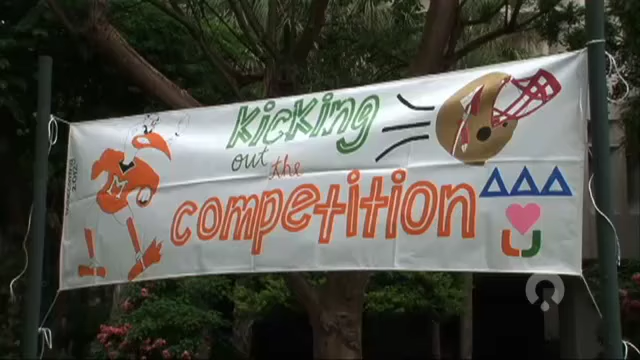 kicking
out the
competition
ΔΔΔ
U
M